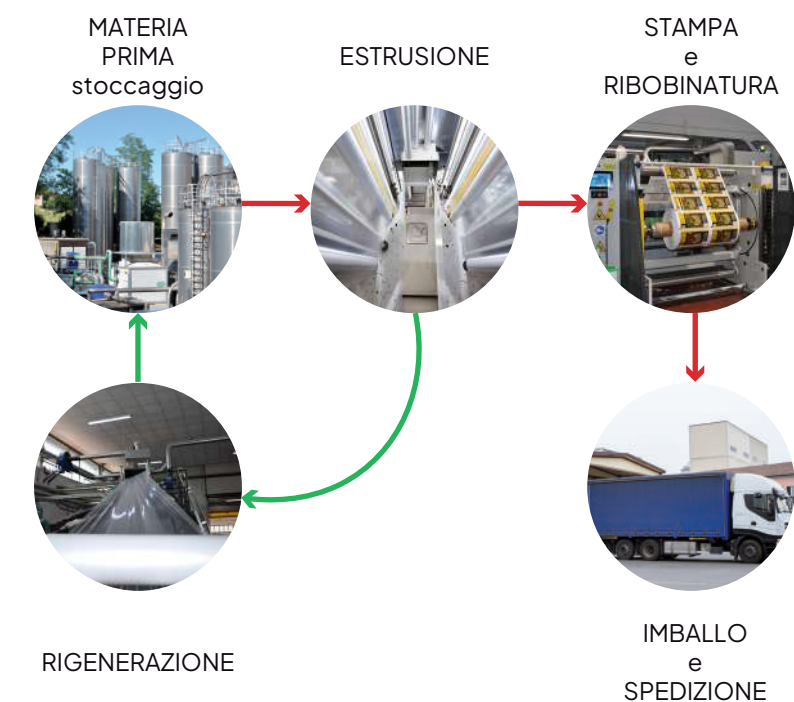 MATERIA
PRIMA
stoccaggio
ESTRUSIONE
STAMPA
e
RIBOBINATURA
RIGENERAZIONE
IMBALLO
e
SPEDIZIONE